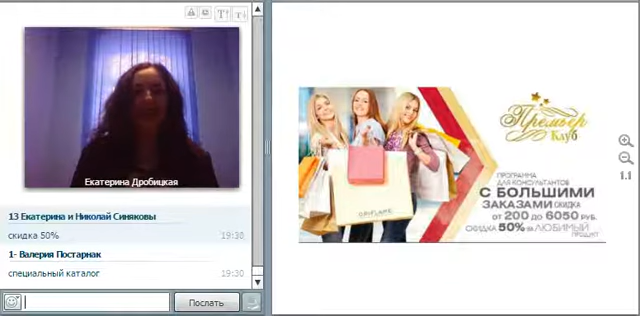 Екатерина Дробицкая
13 Екатерина и Николай Синяковы
скидка 50% 19:30
1- Валерия Постарнак
специальный каталог 19:30
Послать
Премьер
Клуб
ORIFLAME
ПРОГРАММА
ДЛЯ КОНСУЛЬТАНТОВ
С БОЛЬШИМИ
ЗАКАЗАМИ СКИДКА
ОТ 200 ДО 6050 РУБ.
СКИДКА 50% НА ЛЮБИМЫЙ
ПРОДУКТ
1:1